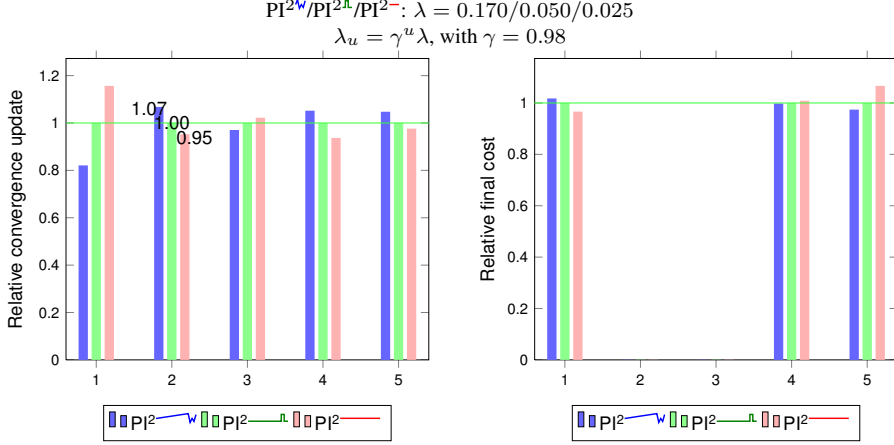 PI²/PI²/PI²: λ = 0.170/0.050/0.025
λ_u = γ^u λ, with γ = 0.98
Relative convergence update
1.2
1
0.8
0.6
0.4
0.2
0
1.07
1.00
0.95
1 2 3 4 5
PI² PI² PI²
Relative final cost
1
0.8
0.6
0.4
0.2
0
1 2 3 4 5
PI² PI² PI²